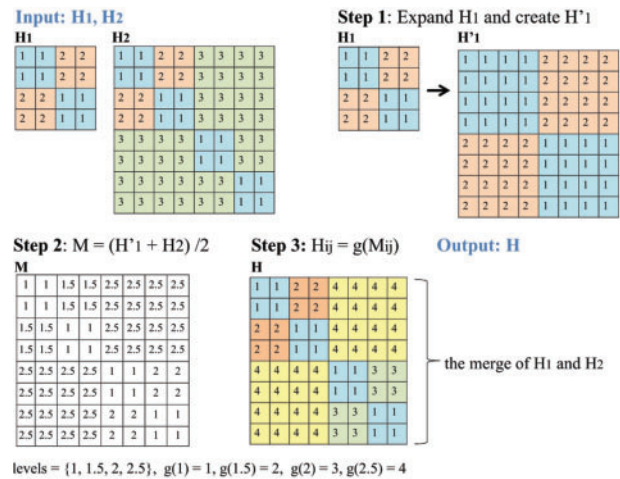 Input: H1, H2
H1
1 1 2 2
1 1 2 2
2 2 1 1
2 2 1 1
H2
1 1 2 2 3 3 3 3
1 1 2 2 3 3 3 3
2 2 1 1 3 3 3 3
2 2 1 1 3 3 3 3
3 3 3 3 1 1 3 3
3 3 3 3 1 1 3 3
3 3 3 3 3 3 1 1
3 3 3 3 3 3 1 1
Step 1: Expand H1 and create H'1
H1
1 1 2 2
1 1 2 2
2 2 1 1
2 2 1 1
H'1
1 1 1 1 2 2 2 2
1 1 1 1 2 2 2 2
1 1 1 1 2 2 2 2
1 1 1 1 2 2 2 2
2 2 2 2 1 1 1 1
2 2 2 2 1 1 1 1
2 2 2 2 1 1 1 1
2 2 2 2 1 1 1 1
Step 2: M = (H'1 + H2) /2
M
1 1 1.5 1.5 2.5 2.5 2.5 2.5
1 1 1.5 1.5 2.5 2.5 2.5 2.5
1.5 1.5 1 1 2.5 2.5 2.5 2.5
1.5 1.5 1 1 2.5 2.5 2.5 2.5
2.5 2.5 2.5 2.5 1 1 2 2
2.5 2.5 2.5 2.5 1 1 2 2
2.5 2.5 2.5 2.5 2 2 1 1
2.5 2.5 2.5 2.5 2 2 1 1
Step 3: Hij = g(Mij)
Output: H
H
1 1 2 2 4 4 4 4
1 1 2 2 4 4 4 4
2 2 1 1 4 4 4 4
2 2 1 1 4 4 4 4
4 4 4 4 1 1 3 3
4 4 4 4 1 1 3 3
4 4 4 4 3 3 1 1
4 4 4 4 3 3 1 1
the merge of H1 and H2
levels = {1, 1.5, 2, 2.5}, g(1) = 1, g(1.5) = 2, g(2) = 3, g(2.5) = 4